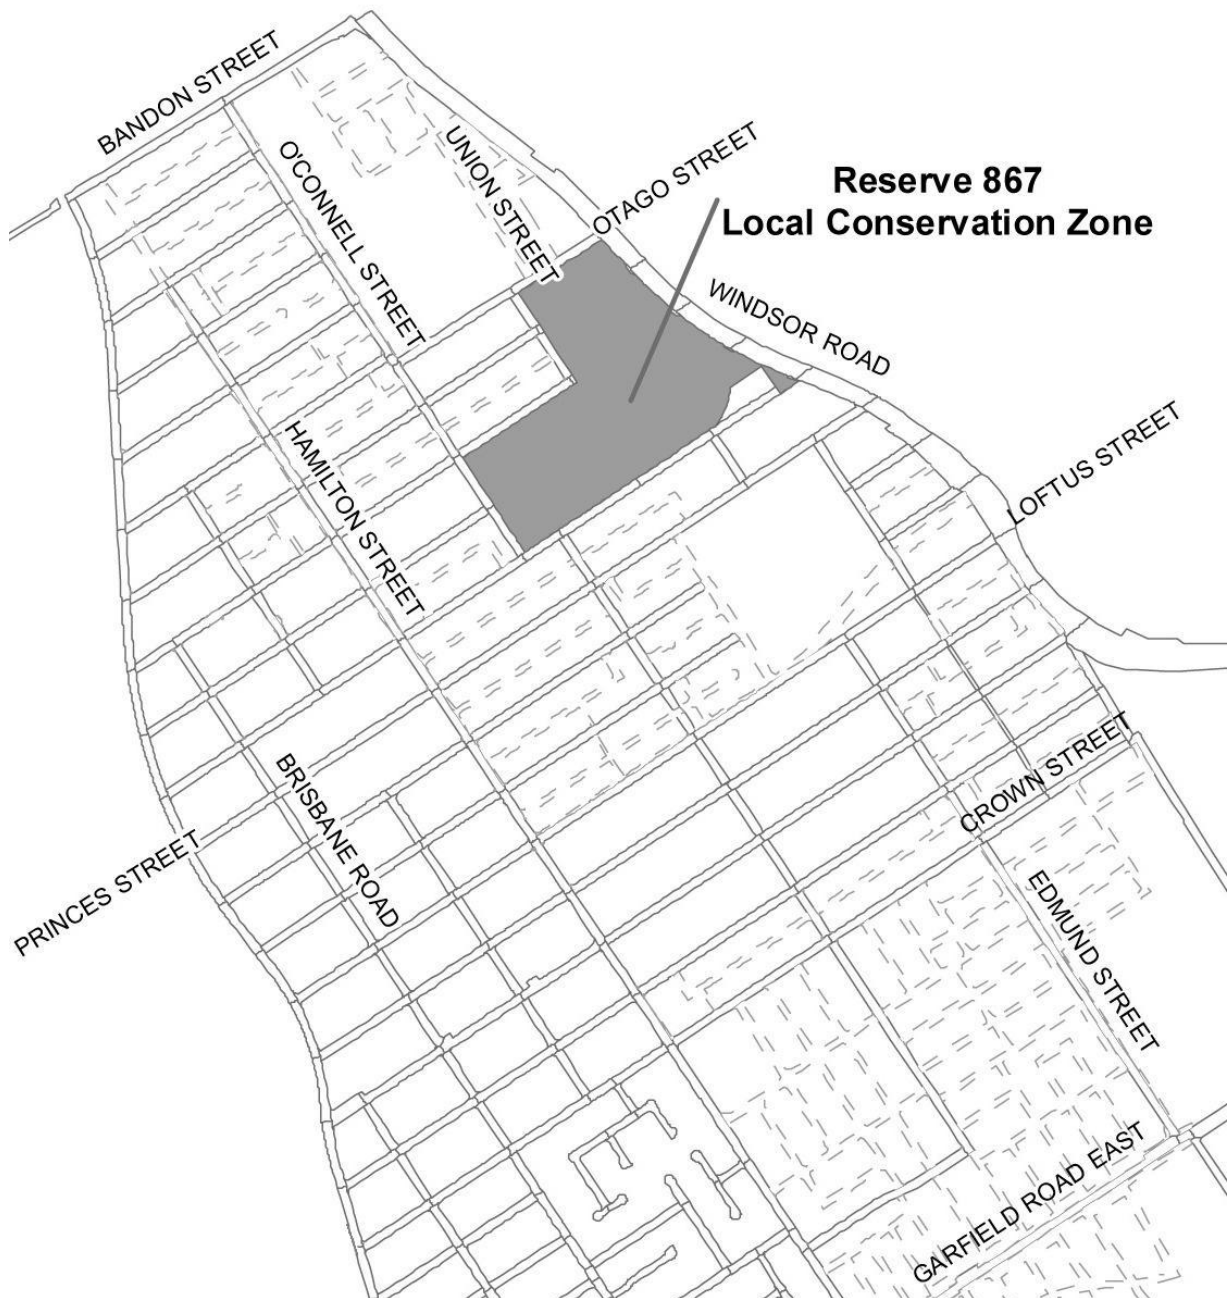 BANDON STREET
O'CONNELL STREET
UNION STREET
OTAGO STREET
Reserve 867
Local Conservation Zone
WINDSOR ROAD
HAMILTON STREET
LOFTUS STREET
BRISBANE ROAD
CROWN STREET
PRINCES STREET
EDMUND STREET
GARFIELD ROAD EAST